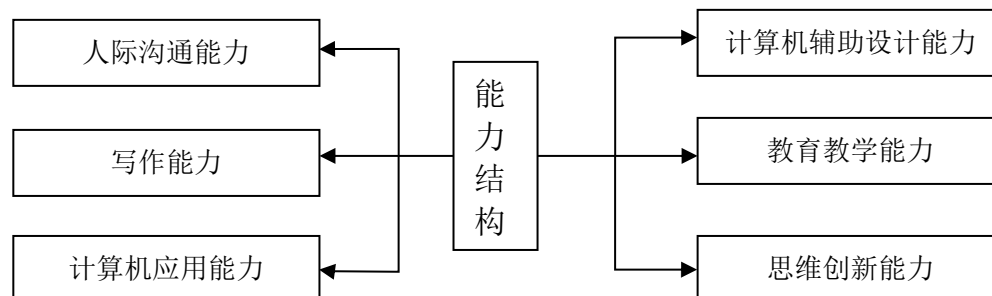 人际沟通能力
写作能力
计算机应用能力
能力结构
计算机辅助设计能力
教育教学能力
思维创新能力